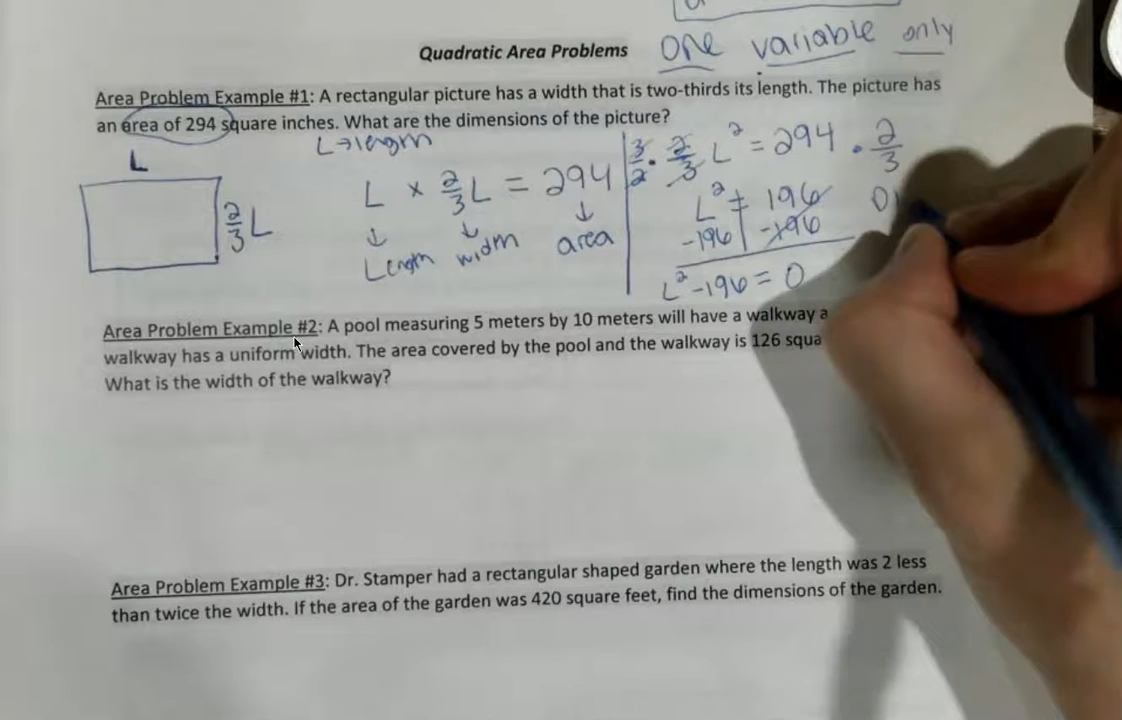 Quadratic Area Problems
ONE variable only
Area Problem Example #1: A rectangular picture has a width that is two-thirds its length. The picture has
an area of 294 square inches. What are the dimensions of the picture?
L→length
L
2/3 L
L × 2/3 L = 294
↓ ↓ ↓
Length width area
3/2 · 2/3 L² = 294 · 2/3
L² = 196
-196 -196
L² - 196 = 0
Area Problem Example #2: A pool measuring 5 meters by 10 meters will have a walkway a
walkway has a uniform width. The area covered by the pool and the walkway is 126 squa
What is the width of the walkway?
Area Problem Example #3: Dr. Stamper had a rectangular shaped garden where the length was 2 less
than twice the width. If the area of the garden was 420 square feet, find the dimensions of the garden.